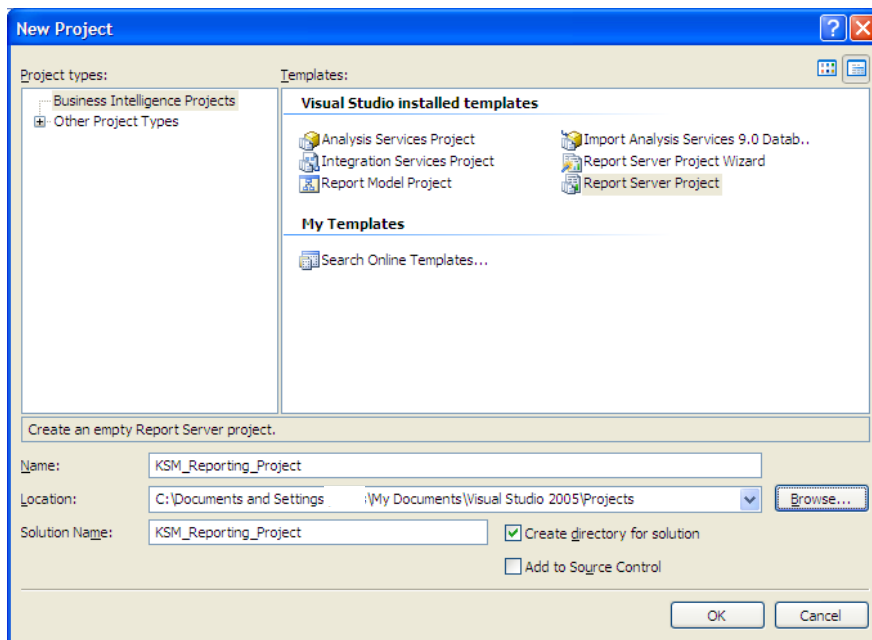 New Project
Project types:
Templates:
Business Intelligence Projects
Other Project Types
Visual Studio installed templates
Analysis Services Project
Import Analysis Services 9.0 Datab..
Integration Services Project
Report Server Project Wizard
Report Model Project
Report Server Project
My Templates
Search Online Templates...
Create an empty Report Server project.
Name:
KSM_Reporting_Project
Location:
C:\Documents and Settings \My Documents\Visual Studio 2005\Projects
Browse...
Solution Name:
KSM_Reporting_Project
Create directory for solution
Add to Source Control
OK
Cancel